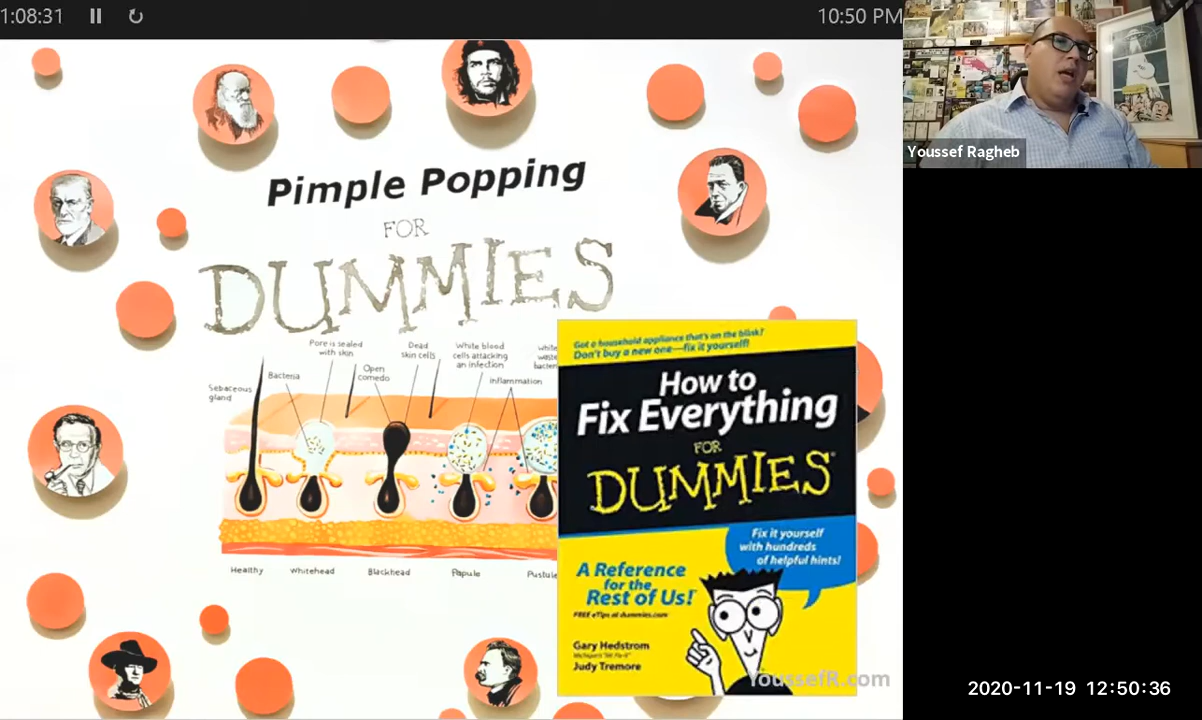 1:08:31
10:50 PM
Youssef Ragheb
Pimple Popping
FOR
DUMMIES
Pore is sealed
with skin
Dead
skin cells
White blood
cells attacking
an infection
white
Bacteria
Open
comedo
Inflammation
Sebaceous
gland
Healthy
Whitehead
Blackhead
Papule
Pustule
Got a household appliance that's on the blink?
Don't buy a new one—fix it yourself!
How to
Fix Everything
FOR
DUMMIES®
Fix it yourself
with hundreds
of helpful hints!
A Reference
for the
Rest of Us!
FREE eTips at dummies.com
Gary Hedstrom
Judy Tremore
YoussefR.com
2020-11-19 12:50:36